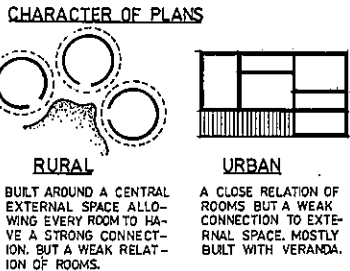 CHARACTER OF PLANS
RURAL
BUILT AROUND A CENTRAL
EXTERNAL SPACE ALLO-
WING EVERY ROOM TO HA-
VE A STRONG CONNECT-
ION. BUT A WEAK RELAT-
ION OF ROOMS.
URBAN
A CLOSE RELATION OF
ROOMS BUT A WEAK
CONNECTION TO EXTE-
RNAL SPACE. MOSTLY
BUILT WITH VERANDA.